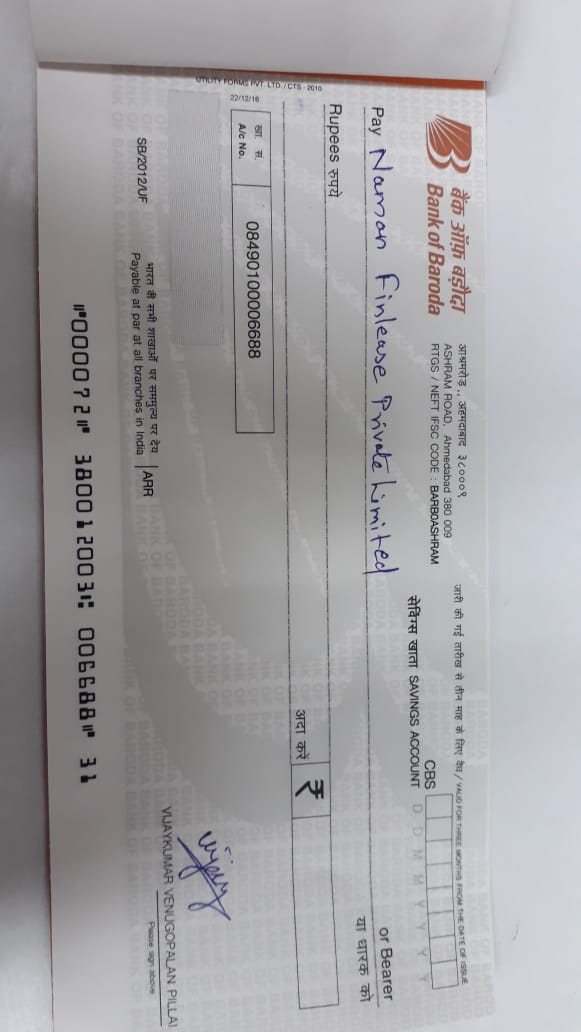 बैंक ऑफ़ बड़ौदा
Bank of Baroda
आश्रमरोड,, अहमदाबाद ३८०००९
ASHRAM ROAD, Ahmedabad 380 009
RTGS / NEFT IFSC CODE : BARB0ASHRAM
जारी की गई तारीख से तीन माह के लिए वैध / VALID FOR THREE MONTHS FROM THE DATE OF ISSUE
CBS
सेविंग्स खाता SAVINGS ACCOUNT D D M M Y Y Y Y
Pay Naman Finlease Private Limited
or Bearer
या धारक को
Rupees रुपये
अदा करें ₹
UTILITY FORMS PVT. LTD./CTS - 2010
22/12/16
खा. सं.
A/c No.
08490100006688
SB/2012/UF
भारत की सभी शाखाओं पर सममूल्य पर देय
Payable at par at all branches in India
ARR
VIJAYKUMAR VENUGOPALAN PILLAI
Please sign above
⑈000072⑈ 380012003⑆ 006688⑈ 31